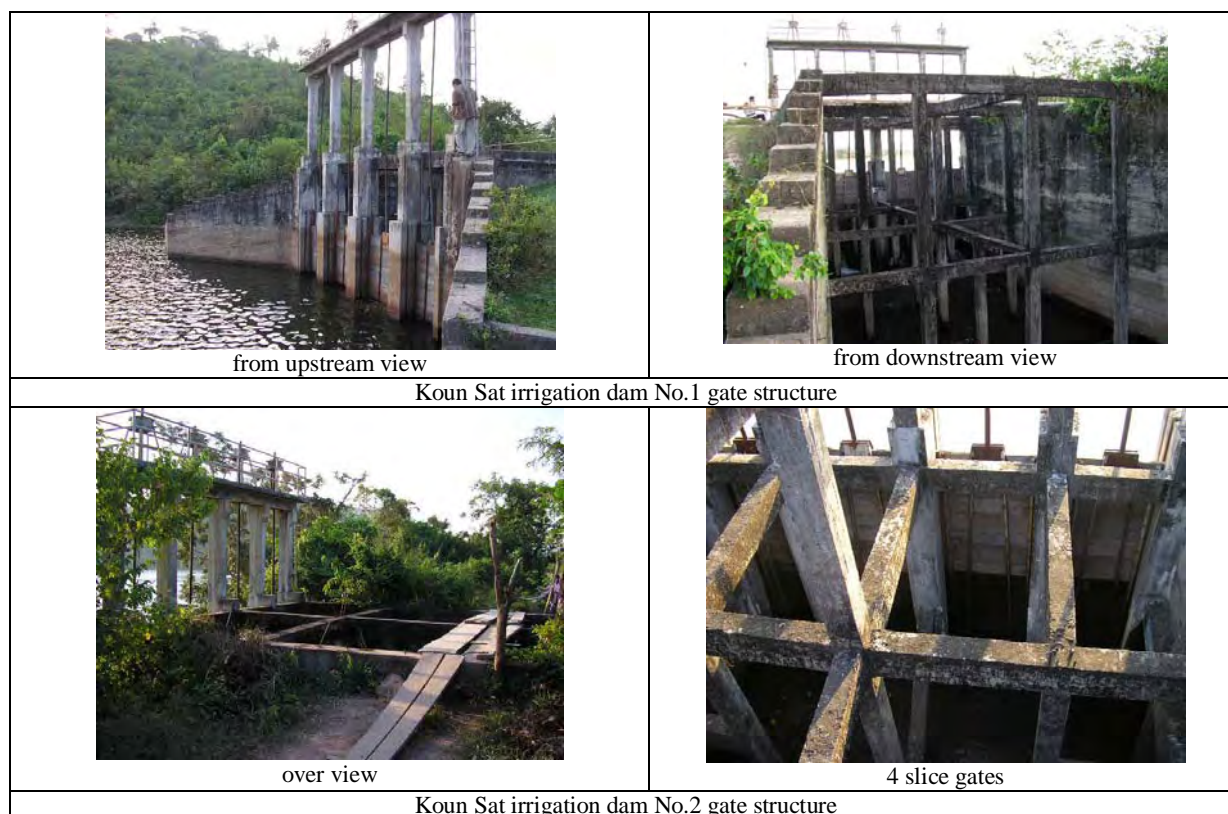 from upstream view
from downstream view
Koun Sat irrigation dam No.1 gate structure
over view
4 slice gates
Koun Sat irrigation dam No.2 gate structure